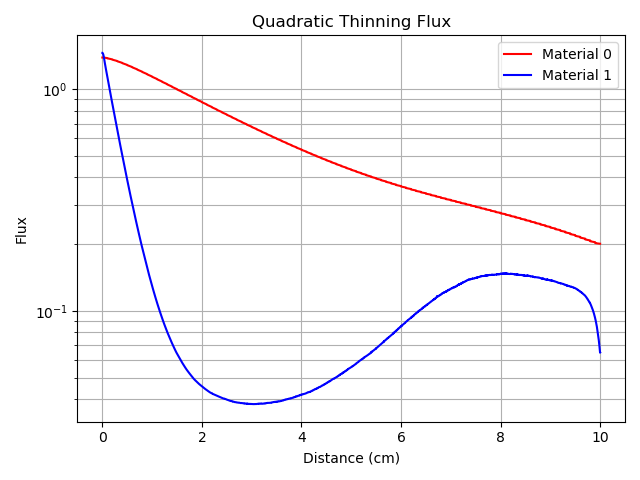 Quadratic Thinning Flux
Material 0
Material 1
10⁰
10⁻¹
Flux
0 2 4 6 8 10
Distance (cm)